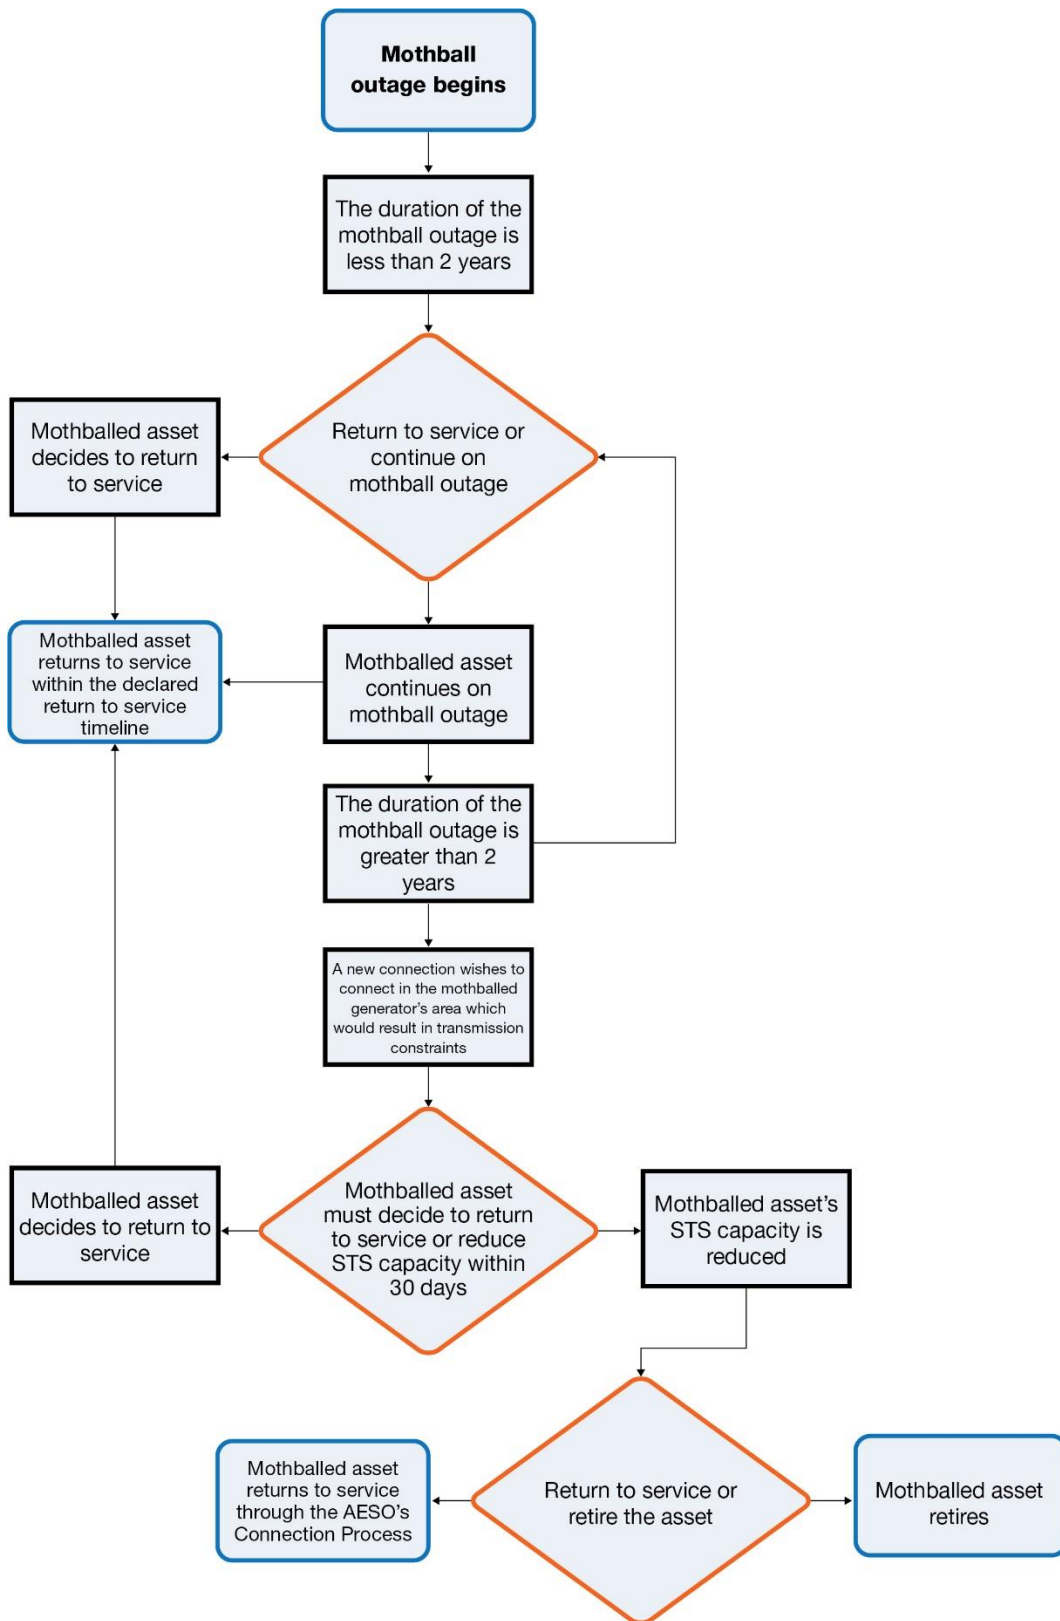 Mothball
outage begins
The duration of the
mothball outage is
less than 2 years
Return to service or
continue on
mothball outage
Mothballed asset
decides to return
to service
Mothballed asset
returns to service
within the declared
return to service
timeline
Mothballed asset
continues on
mothball outage
The duration of the
mothball outage is
greater than 2
years
A new connection wishes to
connect in the mothballed
generator's area which
would result in transmission
constraints
Mothballed asset
decides to return to
service
Mothballed asset
must decide to return
to service or reduce
STS capacity within
30 days
Mothballed asset's
STS capacity is
reduced
Mothballed asset
returns to service
through the AESO's
Connection Process
Return to service or
retire the asset
Mothballed asset
retires